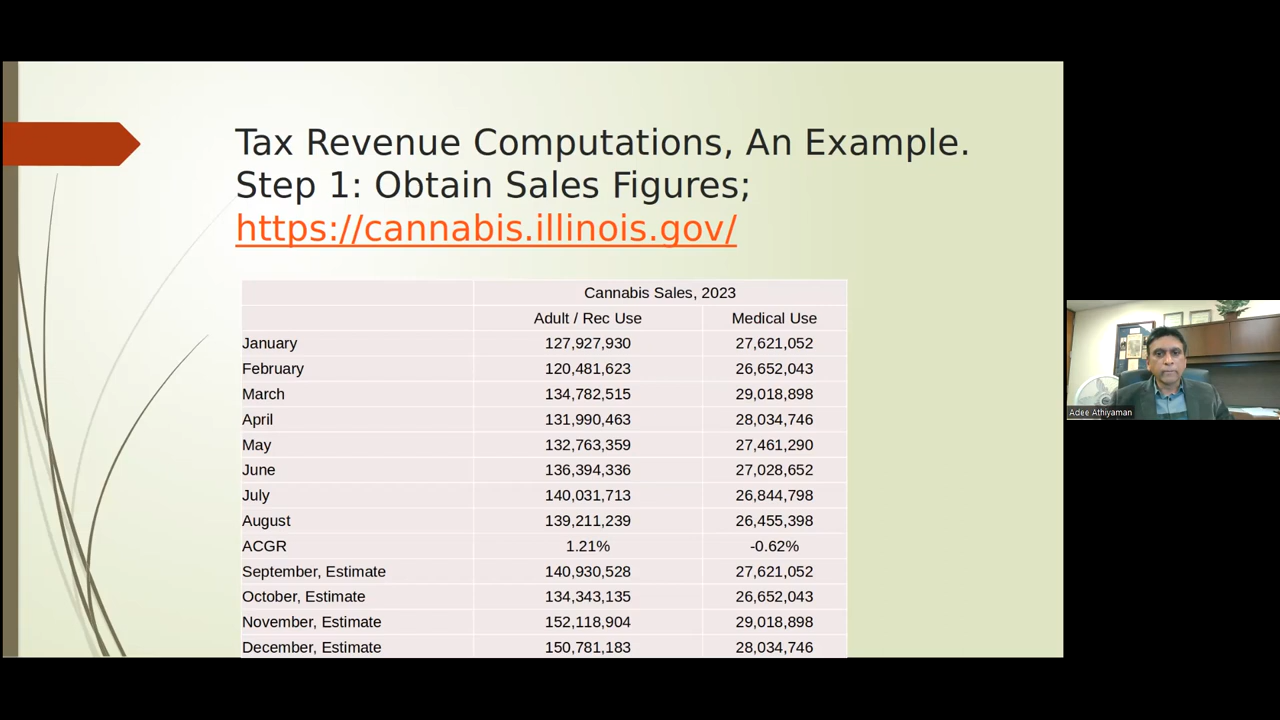 Tax Revenue Computations, An Example.
Step 1: Obtain Sales Figures;
https://cannabis.illinois.gov/
Cannabis Sales, 2023
Adult / Rec Use Medical Use
January 127,927,930 27,621,052
February 120,481,623 26,652,043
March 134,782,515 29,018,898
April 131,990,463 28,034,746
May 132,763,359 27,461,290
June 136,394,336 27,028,652
July 140,031,713 26,844,798
August 139,211,239 26,455,398
ACGR 1.21% -0.62%
September, Estimate 140,930,528 27,621,052
October, Estimate 134,343,135 26,652,043
November, Estimate 152,118,904 29,018,898
December, Estimate 150,781,183 28,034,746
Adee Athiyaman